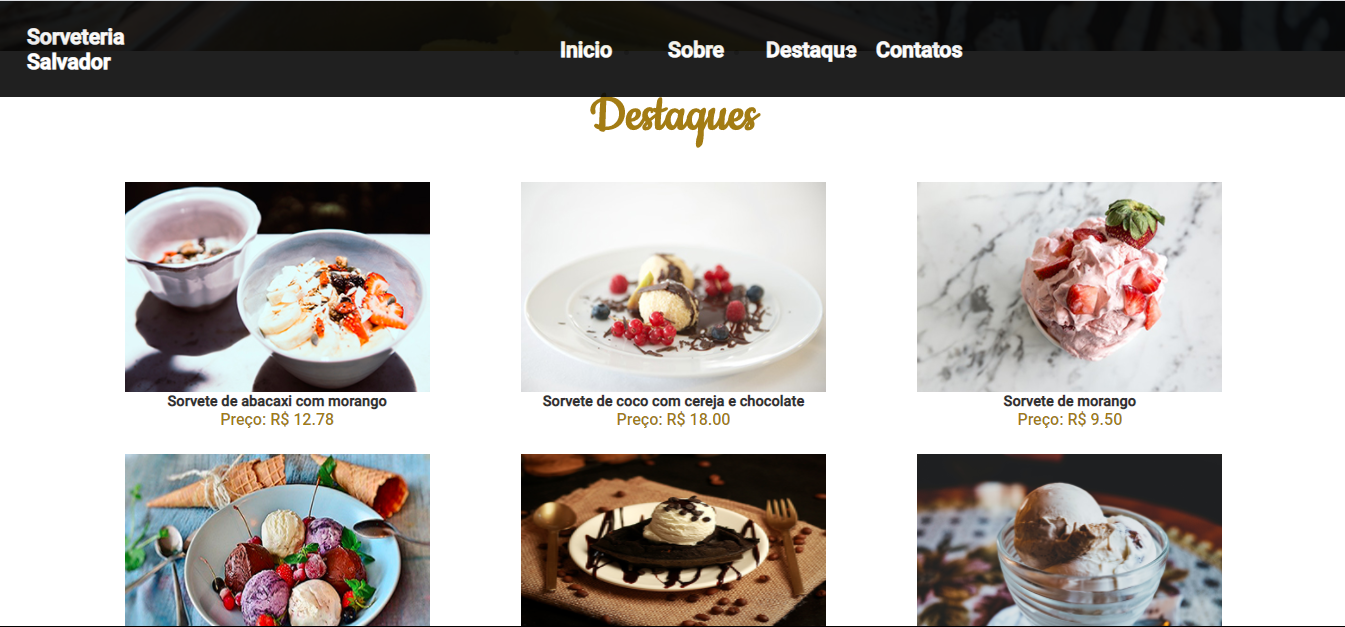 Sorveteria
Salvador
Inicio Sobre Destaque Contatos
Destaques
Sorvete de abacaxi com morango
Preço: R$ 12.78
Sorvete de coco com cereja e chocolate
Preço: R$ 18.00
Sorvete de morango
Preço: R$ 9.50